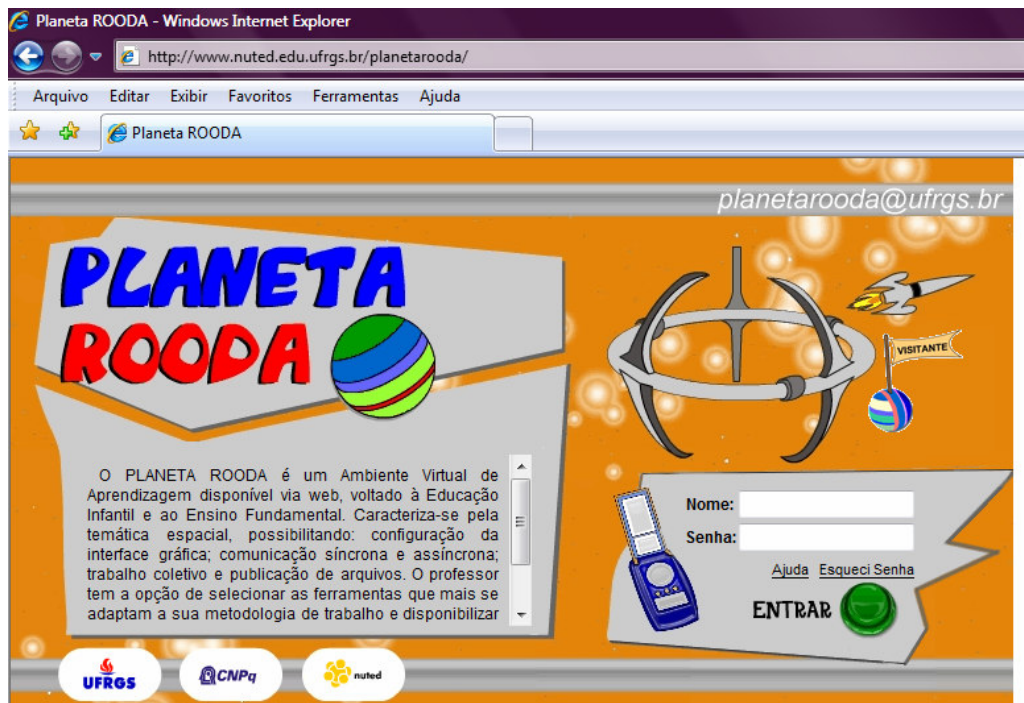 Planeta ROODA - Windows Internet Explorer
http://www.nuted.edu.ufrgs.br/planetarooda/
Arquivo Editar Exibir Favoritos Ferramentas Ajuda
Planeta ROODA
planetarooda@ufrgs.br
PLANETA
ROODA
VISITANTE
O PLANETA ROODA é um Ambiente Virtual de
Aprendizagem disponível via web, voltado à Educação
Infantil e ao Ensino Fundamental. Caracteriza-se pela
temática espacial, possibilitando: configuração da
interface gráfica; comunicação síncrona e assíncrona;
trabalho coletivo e publicação de arquivos. O professor
tem a opção de selecionar as ferramentas que mais se
adaptam a sua metodologia de trabalho e disponibilizar
Nome:
Senha:
Ajuda Esqueci Senha
ENTRAR
UFRGS CNPq nuted